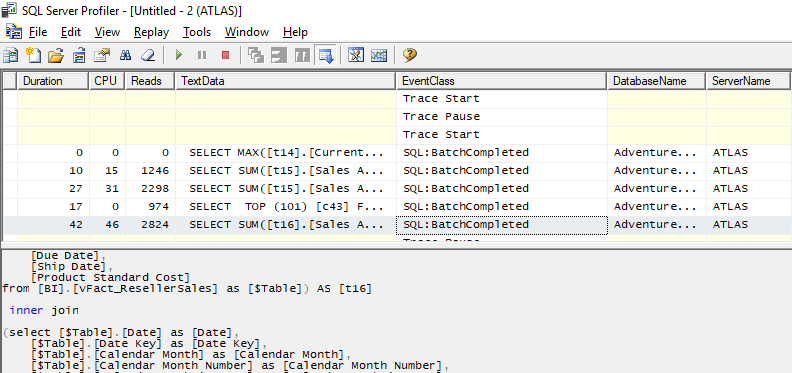 SQL Server Profiler - [Untitled - 2 (ATLAS)]
File Edit View Replay Tools Window Help
Duration CPU Reads TextData EventClass DatabaseName ServerName
Trace Start
Trace Pause
Trace Start
0 0 0 SELECT MAX([t14].[Current... SQL:BatchCompleted Adventure... ATLAS
10 15 1246 SELECT SUM([t15].[Sales A... SQL:BatchCompleted Adventure... ATLAS
27 31 2298 SELECT SUM([t15].[Sales A... SQL:BatchCompleted Adventure... ATLAS
17 0 974 SELECT TOP (101) [c43] F... SQL:BatchCompleted Adventure... ATLAS
42 46 2824 SELECT SUM([t16].[Sales A... SQL:BatchCompleted Adventure... ATLAS
[Due Date],
[Ship Date],
[Product Standard Cost]
from [BI].[vFact_ResellerSales] as [$Table]) AS [t16]
inner join
(select [$Table].[Date] as [Date],
[$Table].[Date Key] as [Date Key],
[$Table].[Calendar Month] as [Calendar Month],
[$Table].[Calendar Month Number] as [Calendar Month Number],